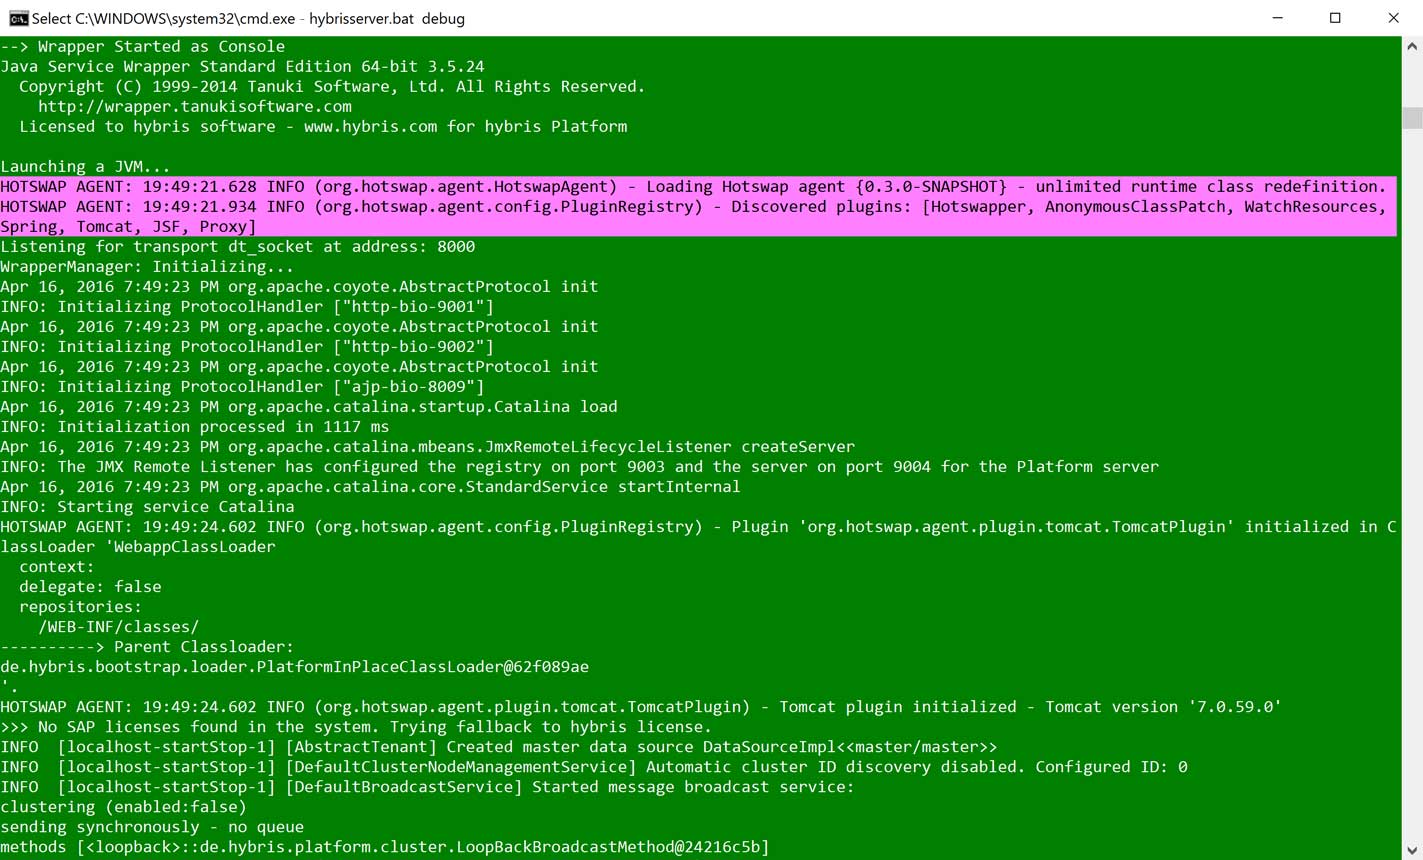 Select C:\WINDOWS\system32\cmd.exe - hybrisserver.bat  debug
--> Wrapper Started as Console
Java Service Wrapper Standard Edition 64-bit 3.5.24
  Copyright (C) 1999-2014 Tanuki Software, Ltd. All Rights Reserved.
    http://wrapper.tanukisoftware.com
  Licensed to hybris software - www.hybris.com for hybris Platform

Launching a JVM...
HOTSWAP AGENT: 19:49:21.628 INFO (org.hotswap.agent.HotswapAgent) - Loading Hotswap agent {0.3.0-SNAPSHOT} - unlimited runtime class redefinition.
HOTSWAP AGENT: 19:49:21.934 INFO (org.hotswap.agent.config.PluginRegistry) - Discovered plugins: [Hotswapper, AnonymousClassPatch, WatchResources,
Spring, Tomcat, JSF, Proxy]
Listening for transport dt_socket at address: 8000
WrapperManager: Initializing...
Apr 16, 2016 7:49:23 PM org.apache.coyote.AbstractProtocol init
INFO: Initializing ProtocolHandler ["http-bio-9001"]
Apr 16, 2016 7:49:23 PM org.apache.coyote.AbstractProtocol init
INFO: Initializing ProtocolHandler ["http-bio-9002"]
Apr 16, 2016 7:49:23 PM org.apache.coyote.AbstractProtocol init
INFO: Initializing ProtocolHandler ["ajp-bio-8009"]
Apr 16, 2016 7:49:23 PM org.apache.catalina.startup.Catalina load
INFO: Initialization processed in 1117 ms
Apr 16, 2016 7:49:23 PM org.apache.catalina.mbeans.JmxRemoteLifecycleListener createServer
INFO: The JMX Remote Listener has configured the registry on port 9003 and the server on port 9004 for the Platform server
Apr 16, 2016 7:49:23 PM org.apache.catalina.core.StandardService startInternal
INFO: Starting service Catalina
HOTSWAP AGENT: 19:49:24.602 INFO (org.hotswap.agent.config.PluginRegistry) - Plugin 'org.hotswap.agent.plugin.tomcat.TomcatPlugin' initialized in C
lassLoader 'WebappClassLoader
  context:
  delegate: false
  repositories:
    /WEB-INF/classes/
----------> Parent Classloader:
de.hybris.bootstrap.loader.PlatformInPlaceClassLoader@62f089ae
'.
HOTSWAP AGENT: 19:49:24.602 INFO (org.hotswap.agent.plugin.tomcat.TomcatPlugin) - Tomcat plugin initialized - Tomcat version '7.0.59.0'
>>> No SAP licenses found in the system. Trying fallback to hybris license.
INFO  [localhost-startStop-1] [AbstractTenant] Created master data source DataSourceImpl<<master/master>>
INFO  [localhost-startStop-1] [DefaultClusterNodeManagementService] Automatic cluster ID discovery disabled. Configured ID: 0
INFO  [localhost-startStop-1] [DefaultBroadcastService] Started message broadcast service:
clustering (enabled:false)
sending synchronously - no queue
methods [<loopback>::de.hybris.platform.cluster.LoopBackBroadcastMethod@24216c5b]